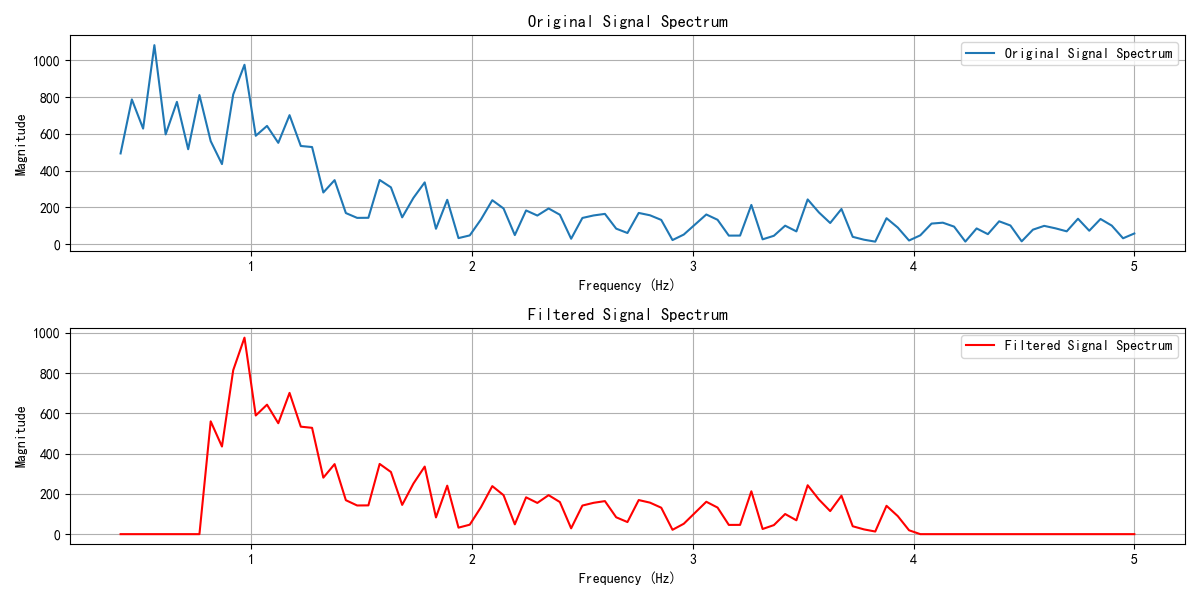 Original Signal Spectrum
Original Signal Spectrum
Magnitude
1000
800
600
400
200
0
1 2 3 4 5
Frequency (Hz)
Filtered Signal Spectrum
Filtered Signal Spectrum
Magnitude
1000
800
600
400
200
0
1 2 3 4 5
Frequency (Hz)